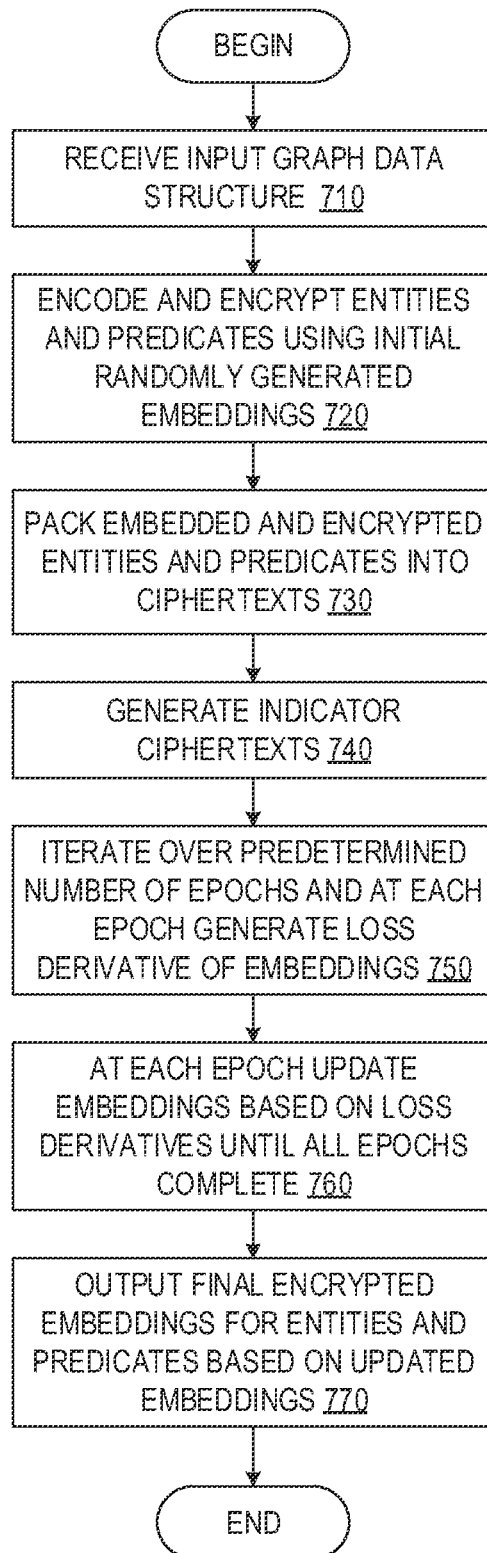 BEGIN
RECEIVE INPUT GRAPH DATA
STRUCTURE 710
ENCODE AND ENCRYPT ENTITIES
AND PREDICATES USING INITIAL
RANDOMLY GENERATED
EMBEDDINGS 720
PACK EMBEDDED AND ENCRYPTED
ENTITIES AND PREDICATES INTO
CIPHERTEXTS 730
GENERATE INDICATOR
CIPHERTEXTS 740
ITERATE OVER PREDETERMINED
NUMBER OF EPOCHS AND AT EACH
EPOCH GENERATE LOSS
DERIVATIVE OF EMBEDDINGS 750
AT EACH EPOCH UPDATE
EMBEDDINGS BASED ON LOSS
DERIVATIVES UNTIL ALL EPOCHS
COMPLETE 760
OUTPUT FINAL ENCRYPTED
EMBEDDINGS FOR ENTITIES AND
PREDICATES BASED ON UPDATED
EMBEDDINGS 770
END